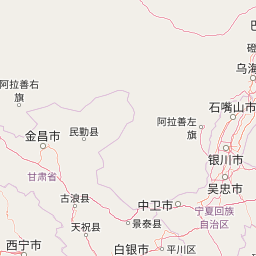 巴
磴
乌海
阿拉善右
旗
石嘴山市
阿拉善左
旗
金昌市
民勤县
银川市
甘肃省
吴忠市
古浪县
中卫市
宁夏回族
自治区
天祝县
景泰县
西宁市
白银市
平川区